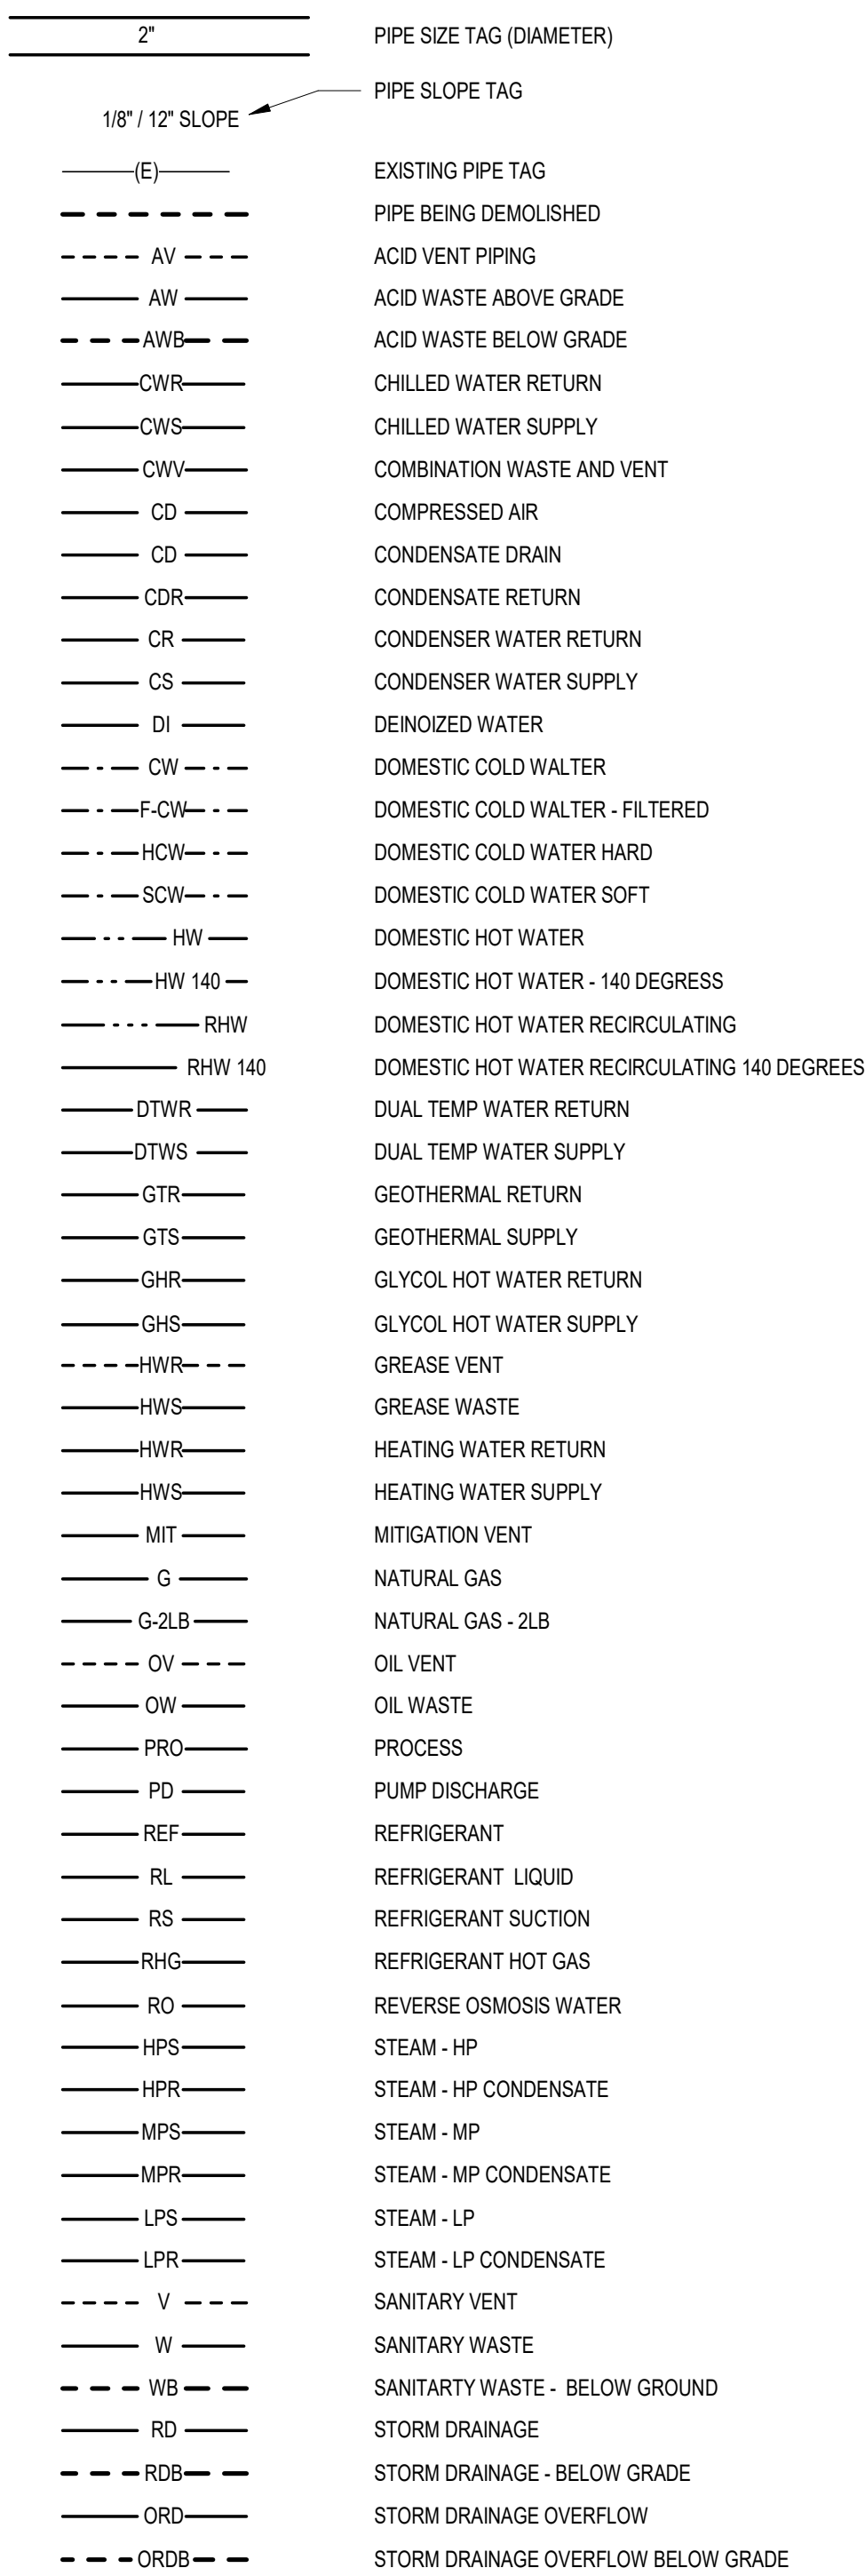 2" PIPE SIZE TAG (DIAMETER)
PIPE SLOPE TAG
1/8" / 12" SLOPE
(E) EXISTING PIPE TAG
PIPE BEING DEMOLISHED
AV ACID VENT PIPING
AW ACID WASTE ABOVE GRADE
AWB ACID WASTE BELOW GRADE
CWR CHILLED WATER RETURN
CWS CHILLED WATER SUPPLY
CWV COMBINATION WASTE AND VENT
CD COMPRESSED AIR
CD CONDENSATE DRAIN
CDR CONDENSATE RETURN
CR CONDENSER WATER RETURN
CS CONDENSER WATER SUPPLY
DI DEINOIZED WATER
CW DOMESTIC COLD WALTER
F-CW DOMESTIC COLD WALTER - FILTERED
HCW DOMESTIC COLD WATER HARD
SCW DOMESTIC COLD WATER SOFT
HW DOMESTIC HOT WATER
HW 140 DOMESTIC HOT WATER - 140 DEGRESS
RHW DOMESTIC HOT WATER RECIRCULATING
RHW 140 DOMESTIC HOT WATER RECIRCULATING 140 DEGREES
DTWR DUAL TEMP WATER RETURN
DTWS DUAL TEMP WATER SUPPLY
GTR GEOTHERMAL RETURN
GTS GEOTHERMAL SUPPLY
GHR GLYCOL HOT WATER RETURN
GHS GLYCOL HOT WATER SUPPLY
HWR GREASE VENT
HWS GREASE WASTE
HWR HEATING WATER RETURN
HWS HEATING WATER SUPPLY
MIT MITIGATION VENT
G NATURAL GAS
G-2LB NATURAL GAS - 2LB
OV OIL VENT
OW OIL WASTE
PRO PROCESS
PD PUMP DISCHARGE
REF REFRIGERANT
RL REFRIGERANT LIQUID
RS REFRIGERANT SUCTION
RHG REFRIGERANT HOT GAS
RO REVERSE OSMOSIS WATER
HPS STEAM - HP
HPR STEAM - HP CONDENSATE
MPS STEAM - MP
MPR STEAM - MP CONDENSATE
LPS STEAM - LP
LPR STEAM - LP CONDENSATE
V SANITARY VENT
W SANITARY WASTE
WB SANITARTY WASTE - BELOW GROUND
RD STORM DRAINAGE
RDB STORM DRAINAGE - BELOW GRADE
ORD STORM DRAINAGE OVERFLOW
ORDB STORM DRAINAGE OVERFLOW BELOW GRADE